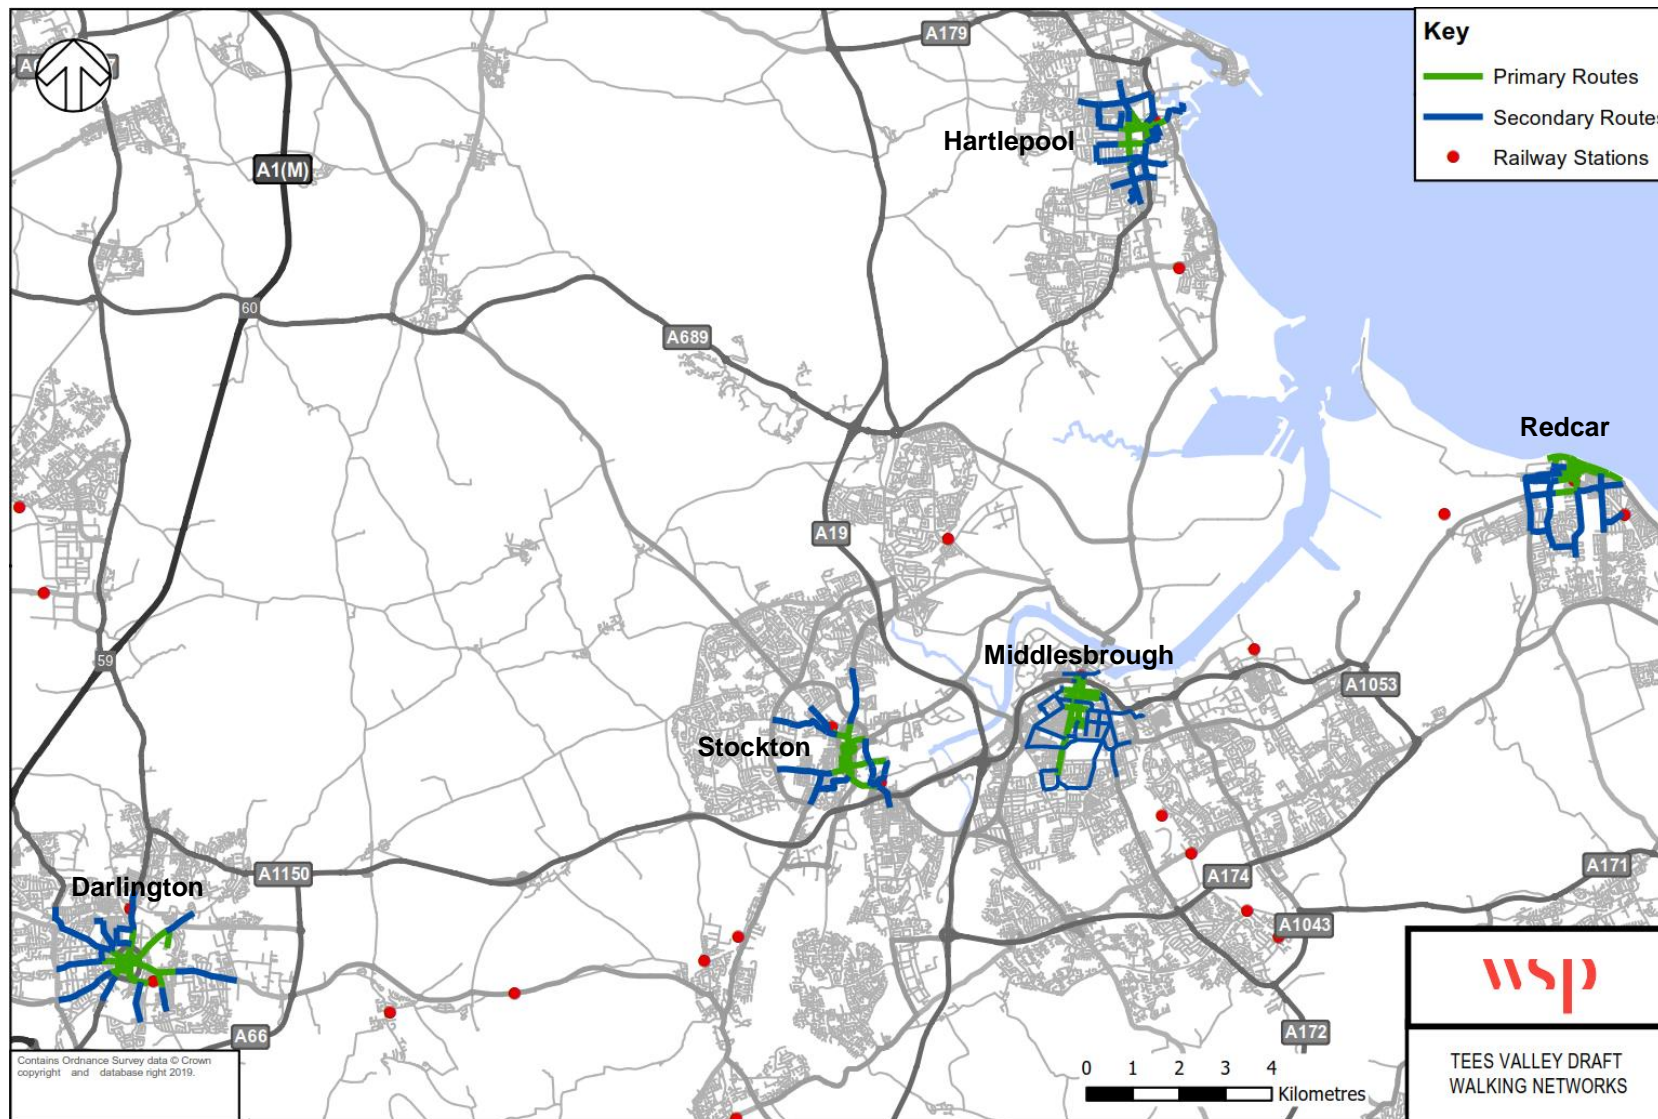 A179
Key
Primary Routes
Secondary Routes
Railway Stations
A1(M)
Hartlepool
60
A689
Redcar
A19
59
Middlesbrough
A1053
Stockton
A1150
Darlington
A174
A171
A1043
A66
A172
wsp
Contains Ordnance Survey data © Crown
copyright and database right 2019.
0 1 2 3 4
Kilometres
TEES VALLEY DRAFT
WALKING NETWORKS